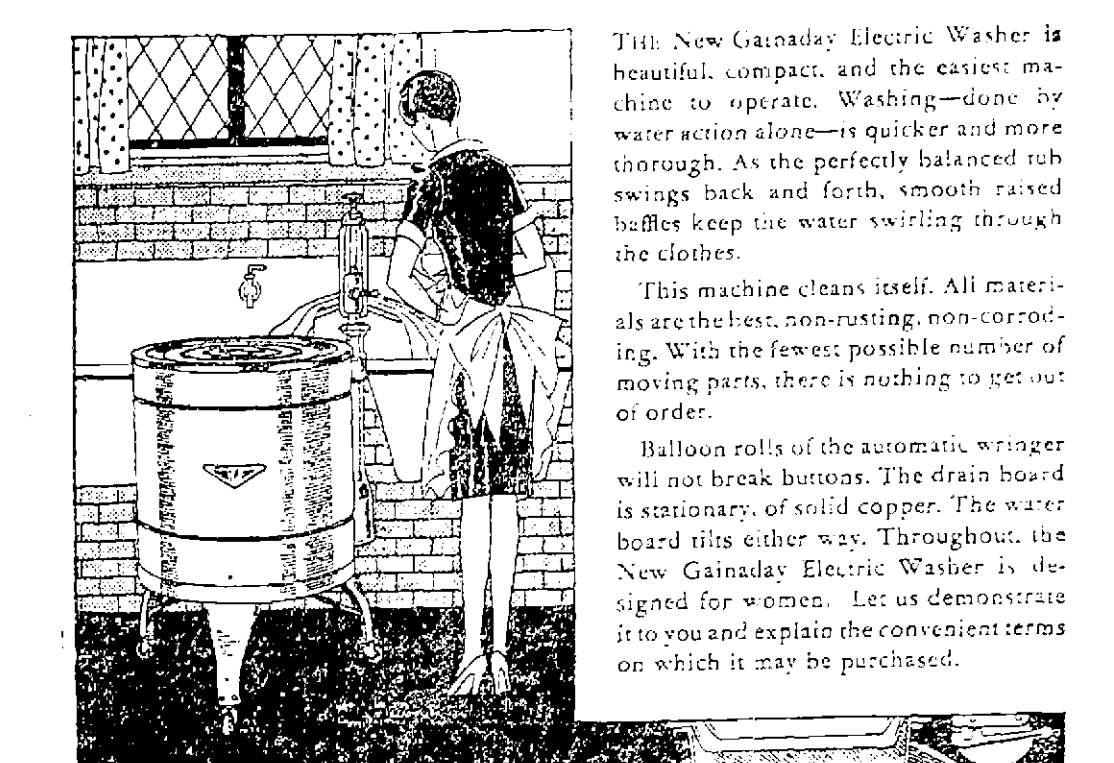 THE New Gainaday Electric Washer is
beautiful, compact, and the easiest ma-
chine to operate. Washing—done by
water action alone—is quicker and more
thorough. As the perfectly balanced tub
swings back and forth, smooth raised
baffles keep the water swirling through
the clothes.
This machine cleans itself. All materi-
als are the best, non-rusting, non-corrod-
ing. With the fewest possible number of
moving parts, there is nothing to get out
of order.
Balloon rolls of the automatic wringer
will not break buttons. The drain board
is stationary, of solid copper. The water
board tilts either way. Throughout, the
New Gainaday Electric Washer is de-
signed for women. Let us demonstrate
it to you and explain the convenient terms
on which it may be purchased.